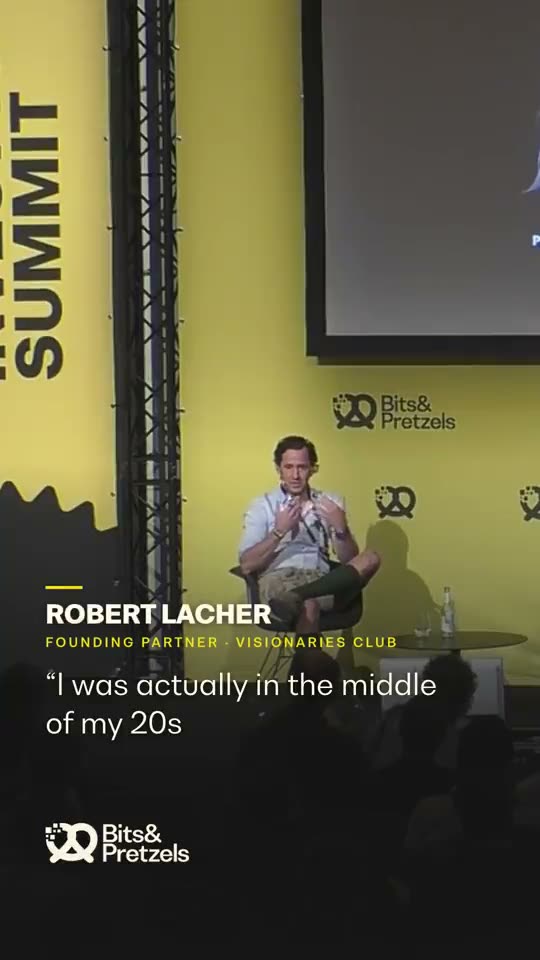 SUMMIT
P
Bits&
Pretzels
ROBERT LACHER
FOUNDING PARTNER · VISIONARIES CLUB
“I was actually in the middle
of my 20s
Bits&
Pretzels